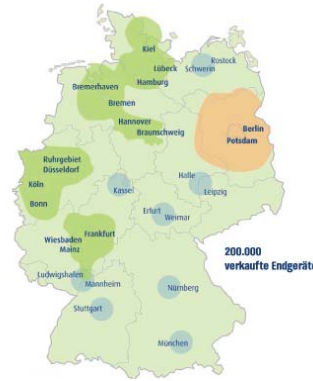 Kiel
Rostock
Lübeck
Schwerin
Hamburg
Bremerhaven
Bremen
Hannover
Braunschweig
Berlin
Potsdam
Ruhrgebiet
Düsseldorf
Köln
Bonn
Kassel
Halle
Leipzig
Erfurt
Weimar
Wiesbaden
Frankfurt
Mainz
Ludwigshafen
Mannheim
Stuttgart
Nürnberg
München
200.000
verkaufte Endgeräte